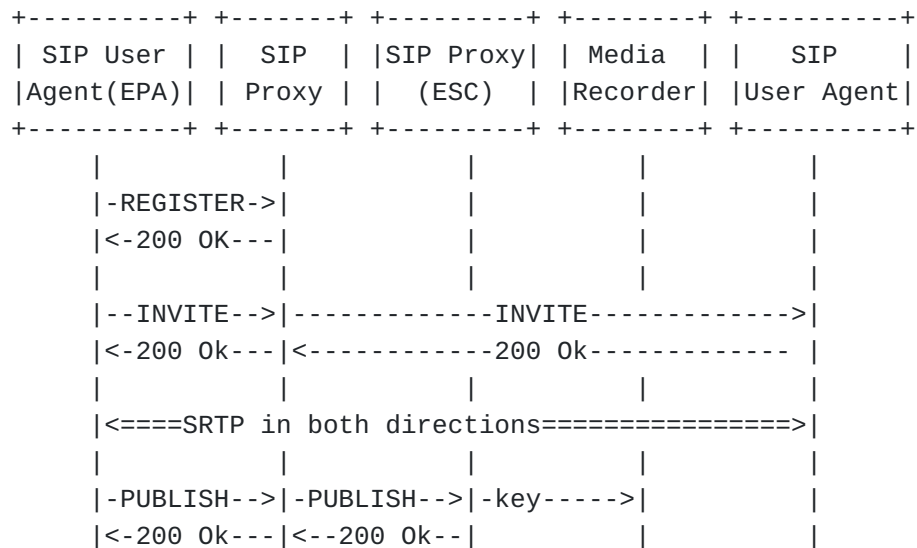 +----------+ +-------+ +---------+ +--------+ +----------+
| SIP User | |  SIP  | |SIP Proxy| | Media  | |   SIP    |
|Agent(EPA)| | Proxy | |  (ESC)  | |Recorder| |User Agent|
+----------+ +-------+ +---------+ +--------+ +----------+
     |           |           |          |          |
     |-REGISTER->|           |          |          |
     |<-200 OK---|           |          |          |
     |           |           |          |          |
     |--INVITE-->|-------------INVITE------------->|
     |<-200 Ok---|<------------200 Ok------------- |
     |           |           |          |          |
     |<====SRTP in both directions================>|
     |           |           |          |          |
     |-PUBLISH-->|-PUBLISH-->|-key----->|          |
     |<-200 Ok---|<--200 Ok--|          |          |